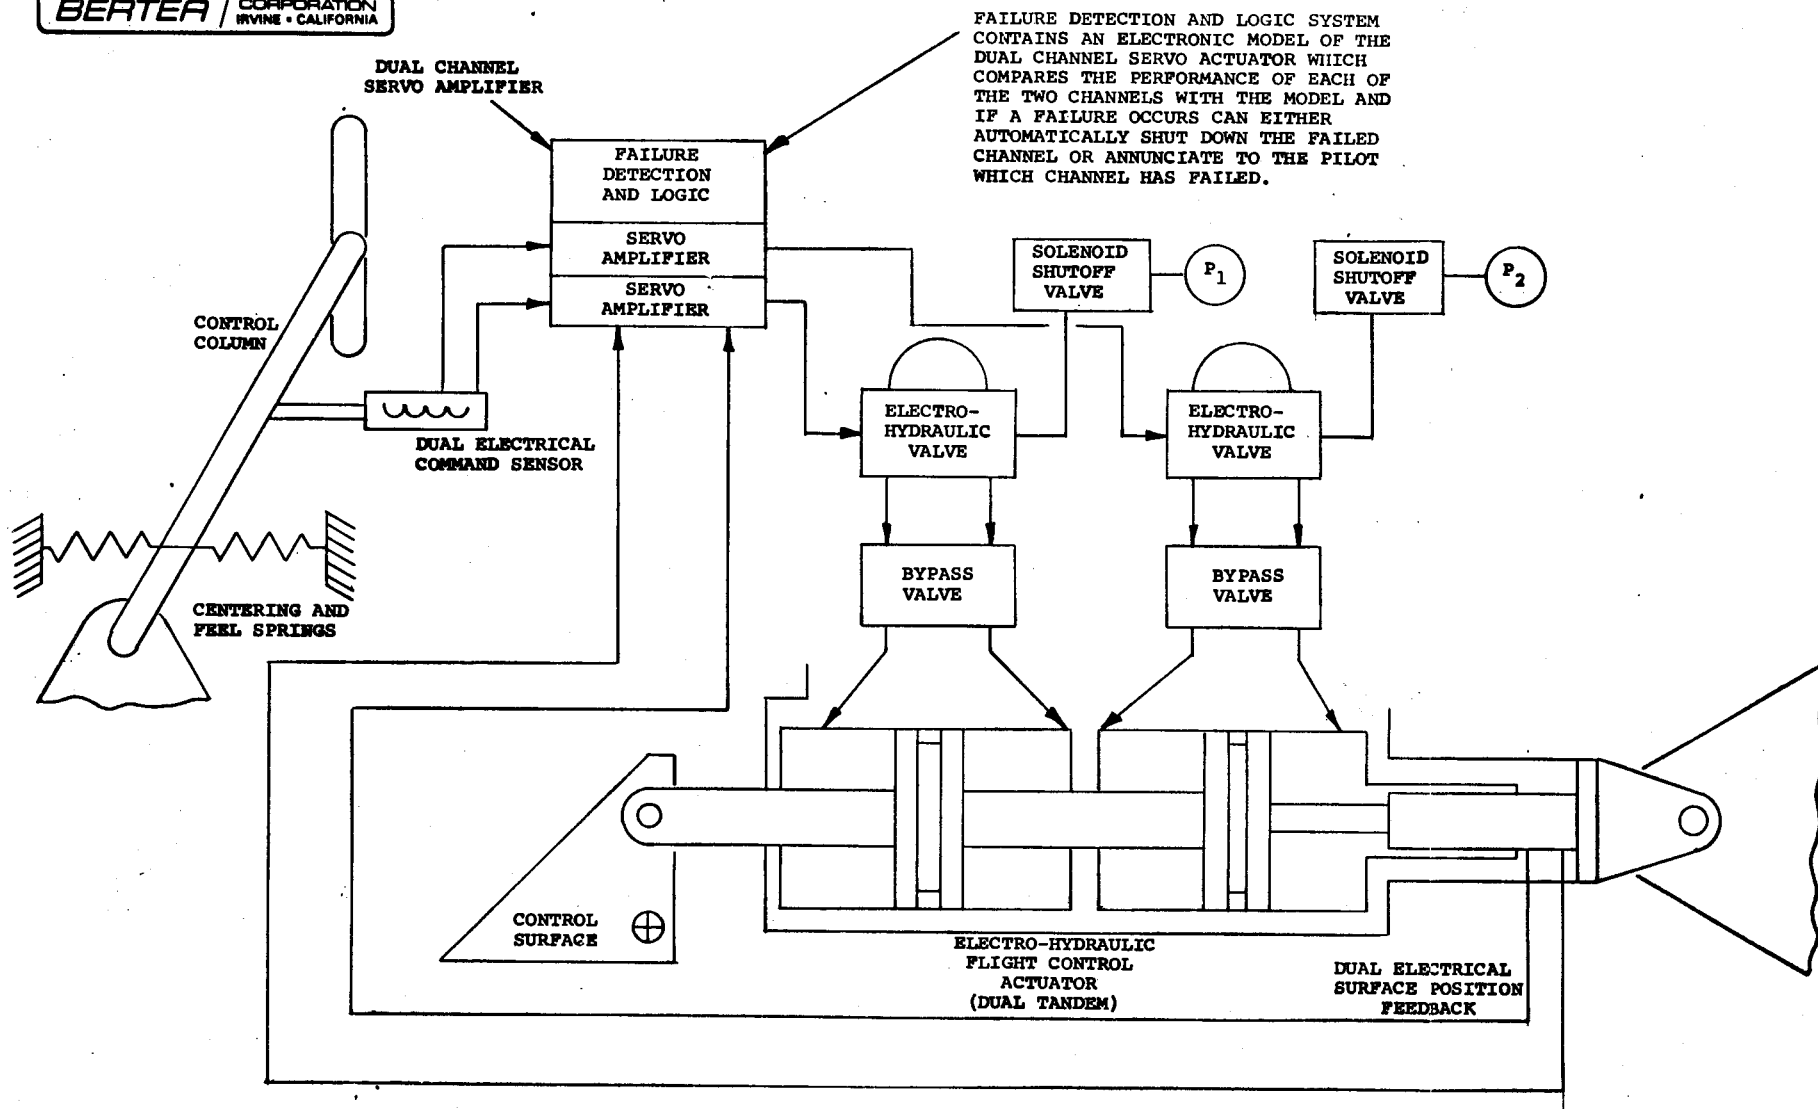 BERTEA CORPORATION
IRVINE • CALIFORNIA
FAILURE DETECTION AND LOGIC SYSTEM
CONTAINS AN ELECTRONIC MODEL OF THE
DUAL CHANNEL SERVO ACTUATOR WHICH
COMPARES THE PERFORMANCE OF EACH OF
THE TWO CHANNELS WITH THE MODEL AND
IF A FAILURE OCCURS CAN EITHER
AUTOMATICALLY SHUT DOWN THE FAILED
CHANNEL OR ANNUNCIATE TO THE PILOT
WHICH CHANNEL HAS FAILED.
DUAL CHANNEL
SERVO AMPLIFIER
FAILURE
DETECTION
AND LOGIC
SERVO
AMPLIFIER
SERVO
AMPLIFIER
SOLENOID
SHUTOFF
VALVE
P1
SOLENOID
SHUTOFF
VALVE
P2
CONTROL
COLUMN
DUAL ELECTRICAL
COMMAND SENSOR
ELECTRO-
HYDRAULIC
VALVE
ELECTRO-
HYDRAULIC
VALVE
BYPASS
VALVE
BYPASS
VALVE
CENTERING AND
FEEL SPRINGS
CONTROL
SURFACE
ELECTRO-HYDRAULIC
FLIGHT CONTROL
ACTUATOR
(DUAL TANDEM)
DUAL ELECTRICAL
SURFACE POSITION
FEEDBACK